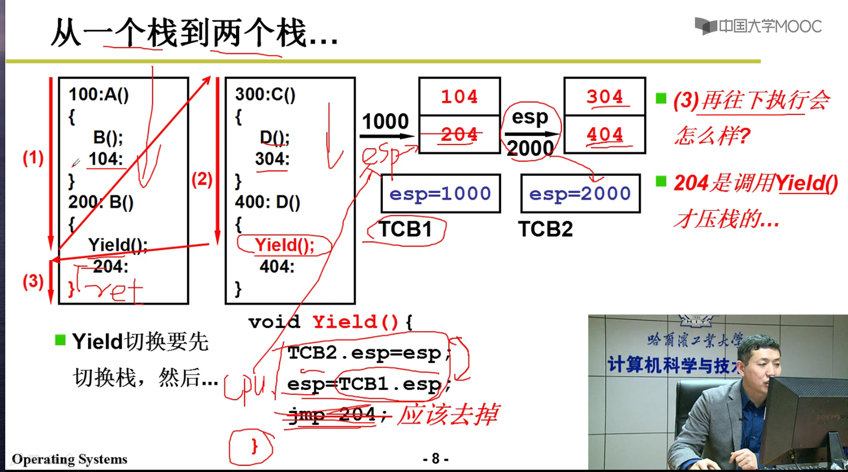 从一个栈到两个栈...
中国大学MOOC
100:A()
{
B();
104:
}
200: B()
{
Yield();
204:
}
ret
(1)
(2)
(3)
300:C()
{
D();
304:
}
400: D()
{
Yield();
404:
}
1000
esp
104
204
esp
2000
304
404
esp=1000
TCB1
esp=2000
TCB2
(3)再往下执行会
怎么样?
204是调用Yield()
才压栈的...
Yield切换要先
切换栈，然后...
void Yield(){
TCB2.esp=esp;
esp=TCB1.esp;
jmp 204; 应该去掉
}
CPU
哈尔滨工业大学
计算机科学与技
Operating Systems
- 8 -